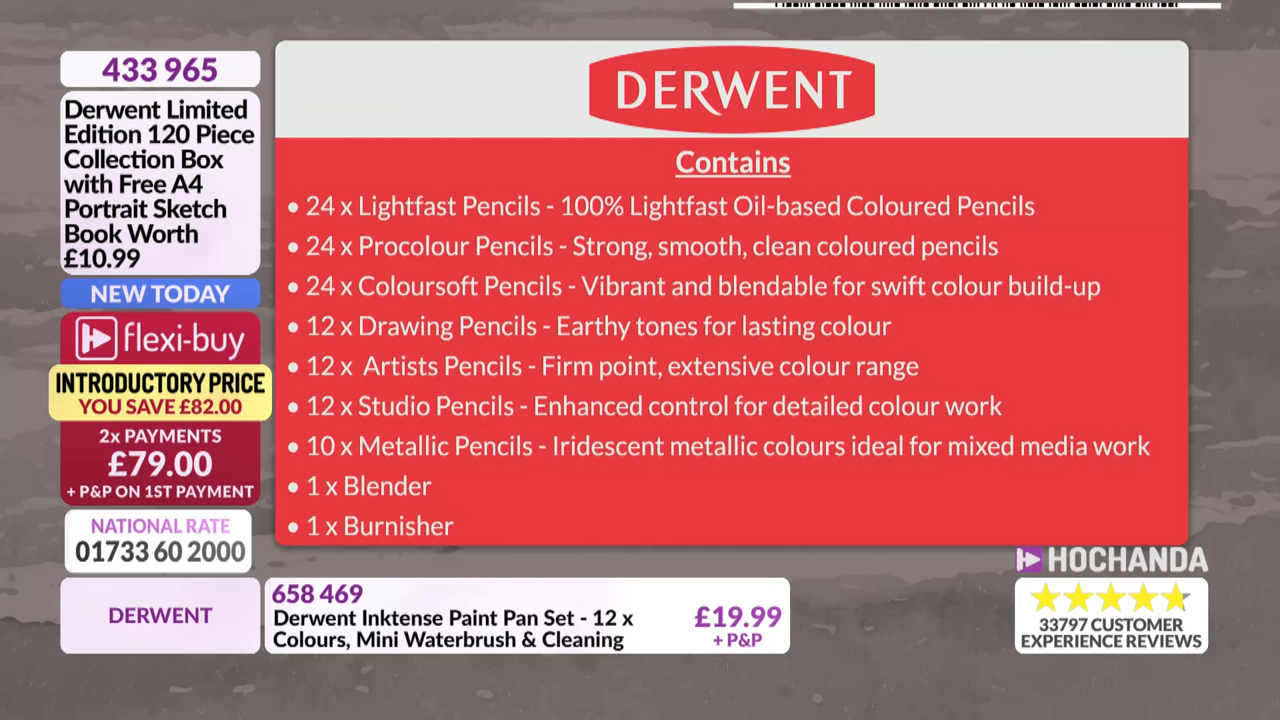 433 965
Derwent Limited
Edition 120 Piece
Collection Box
with Free A4
Portrait Sketch
Book Worth
£10.99
NEW TODAY
flexi-buy
INTRODUCTORY PRICE
YOU SAVE £82.00
2x PAYMENTS
£79.00
+ P&P ON 1ST PAYMENT
NATIONAL RATE
01733 60 2000
DERWENT
DERWENT
Contains
• 24 x Lightfast Pencils - 100% Lightfast Oil-based Coloured Pencils
• 24 x Procolour Pencils - Strong, smooth, clean coloured pencils
• 24 x Coloursoft Pencils - Vibrant and blendable for swift colour build-up
• 12 x Drawing Pencils - Earthy tones for lasting colour
• 12 x Artists Pencils - Firm point, extensive colour range
• 12 x Studio Pencils - Enhanced control for detailed colour work
• 10 x Metallic Pencils - Iridescent metallic colours ideal for mixed media work
• 1 x Blender
• 1 x Burnisher
658 469
Derwent Inktense Paint Pan Set - 12 x
Colours, Mini Waterbrush & Cleaning
£19.99
+ P&P
HOCHANDA
33797 CUSTOMER
EXPERIENCE REVIEWS